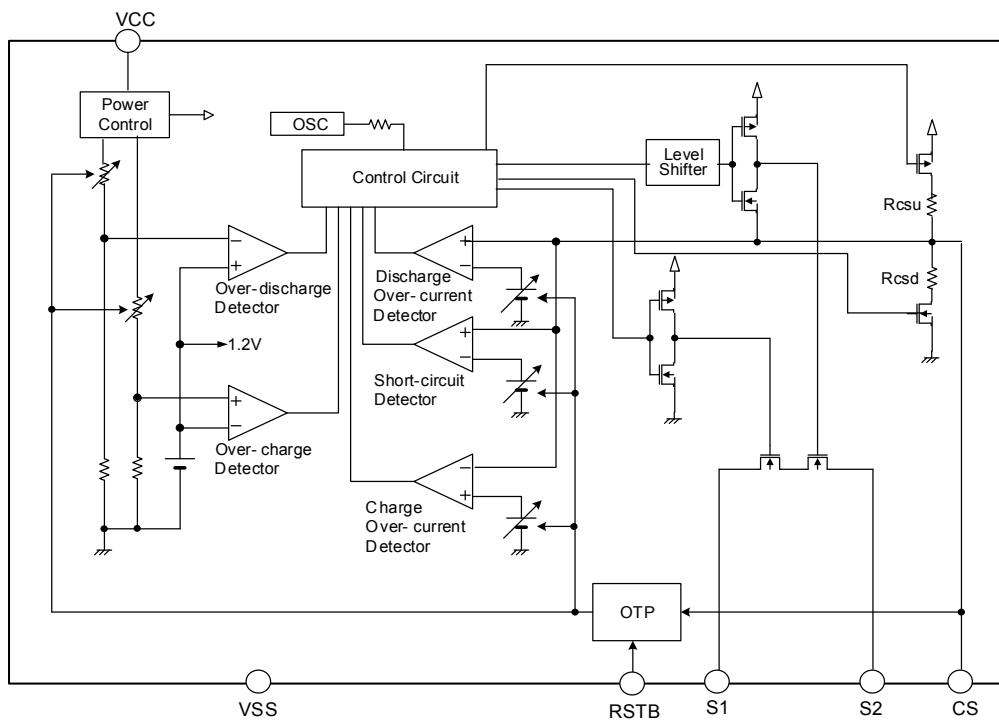 VCC
Power
Control
OSC
Control Circuit
Level
Shifter
Rcsu
Rcsd
−
+
Over-discharge
Detector
+
−
Discharge
Over-current
Detector
1.2V
+
−
Short-circuit
Detector
+
−
Over-charge
Detector
−
+
Charge
Over-current
Detector
OTP
VSS
RSTB
S1
S2
CS